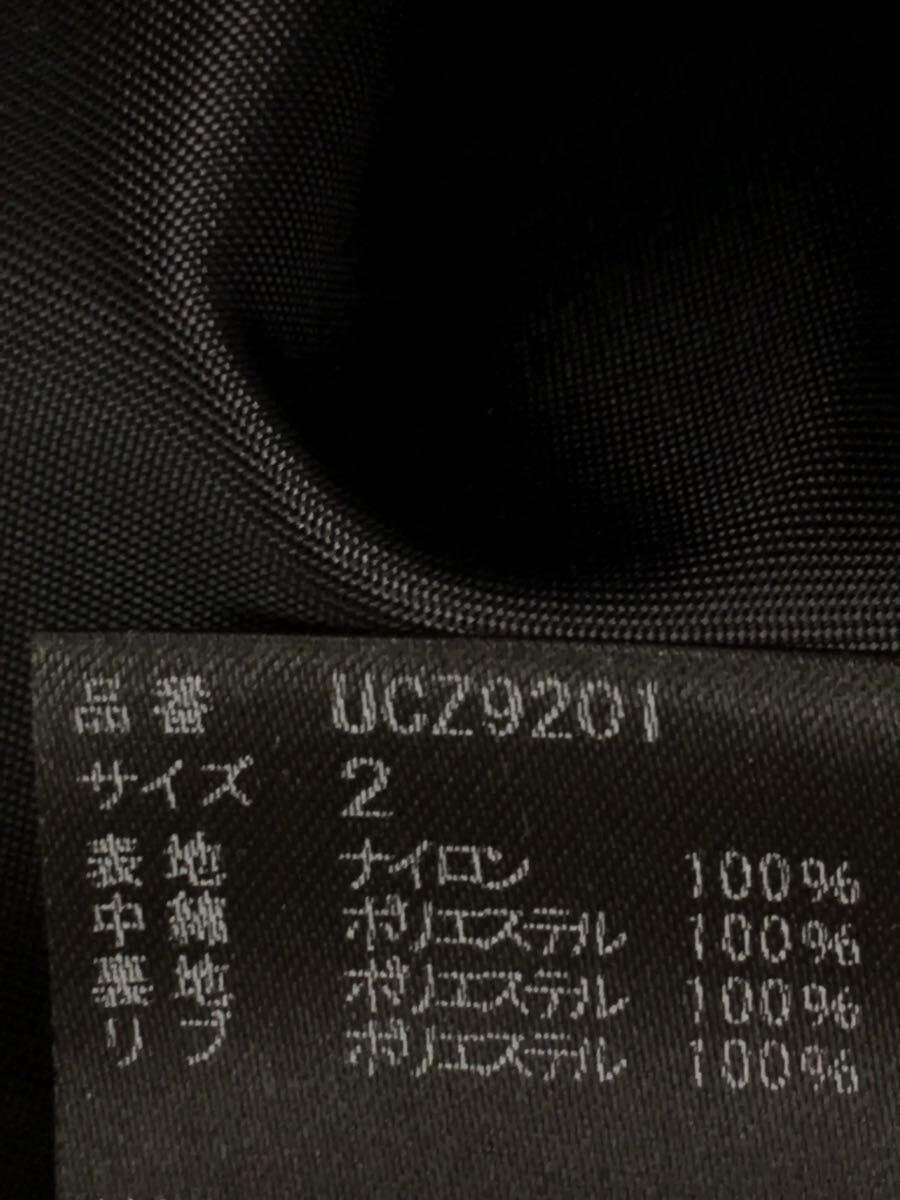 品番 UCZ9201
サイズ 2
表地 ナイロン 100%
中綿 ポリエステル 100%
裏地 ポリエステル 100%
リブ ポリエステル 100%